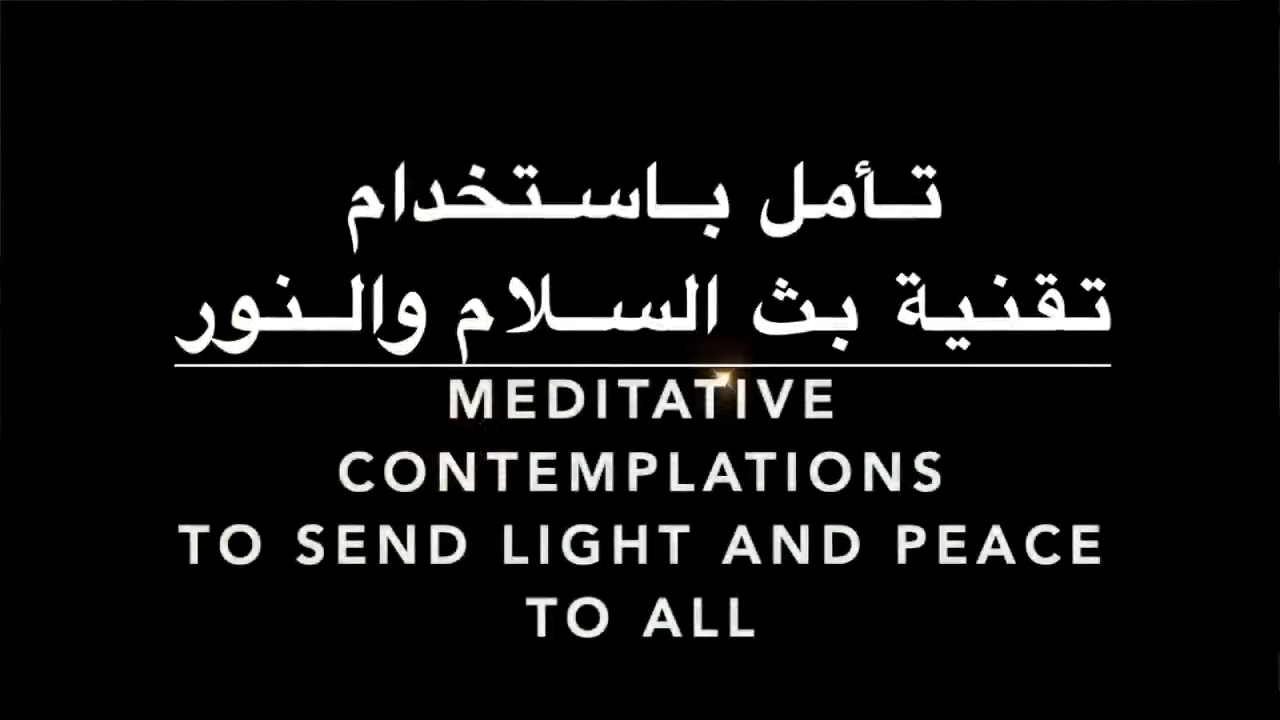 تأمل باستخدام
تقنية بث السلام والنور
MEDITATIVE
CONTEMPLATIONS
TO SEND LIGHT AND PEACE
TO ALL